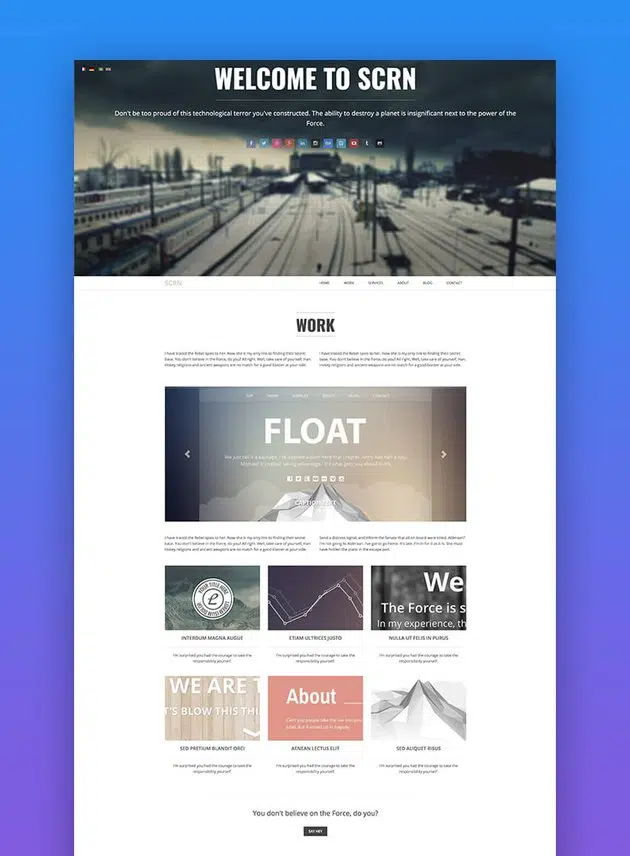 WELCOME TO SCRN
Don't be too proud of this technological terror you've constructed. The ability to destroy a planet is insignificant next to the power of the
Force.
SCRN
HOME WORK SERVICES ABOUT BLOG CONTACT
WORK
I have traced the Rebel spies to her. Now she is my only link to finding their secret
base. You don't believe in the Force, do you? All right. Well, take care of yourself, Han.
Hokey religions and ancient weapons are no match for a good blaster at your side.
I have traced the Rebel spies to her. Now she is my only link to finding their secret
base. You don't believe in the Force, do you? All right. Well, take care of yourself, Han.
Hokey religions and ancient weapons are no match for a good blaster at your side.
FLOAT
CAPTION TEXT
I have traced the Rebel spies to her. Now she is my only link to finding their secret
base. You don't believe in the Force, do you? All right. Well, take care of yourself, Han.
Hokey religions and ancient weapons are no match for a good blaster at your side.
Send a distress signal, and inform the Senate that all on board were killed. Alderaan?
I'm not going to Alderaan. I've got to go home. It's late, I'm in for it as it is. She must
have hidden the plans in the escape pod.
YOUR TITLE HERE
We
The Force is s
In my experience, th
INTERDUM MAGNA AUGUE
ETIAM ULTRICES JUSTO
NULLA UT FELIS IN PURUS
I'm surprised you had the courage to take the
responsibility yourself.
I'm surprised you had the courage to take the
responsibility yourself.
I'm surprised you had the courage to take the
responsibility yourself.
WE ARE T
T'S BLOW THIS THI
About
SED PRETIUM BLANDIT ORCI
AENEAN LECTUS ELIT
SED ALIQUET RISUS
I'm surprised you had the courage to take the
responsibility yourself.
I'm surprised you had the courage to take the
responsibility yourself.
I'm surprised you had the courage to take the
responsibility yourself.
You don't believe on the Force, do you?
SAY HEY